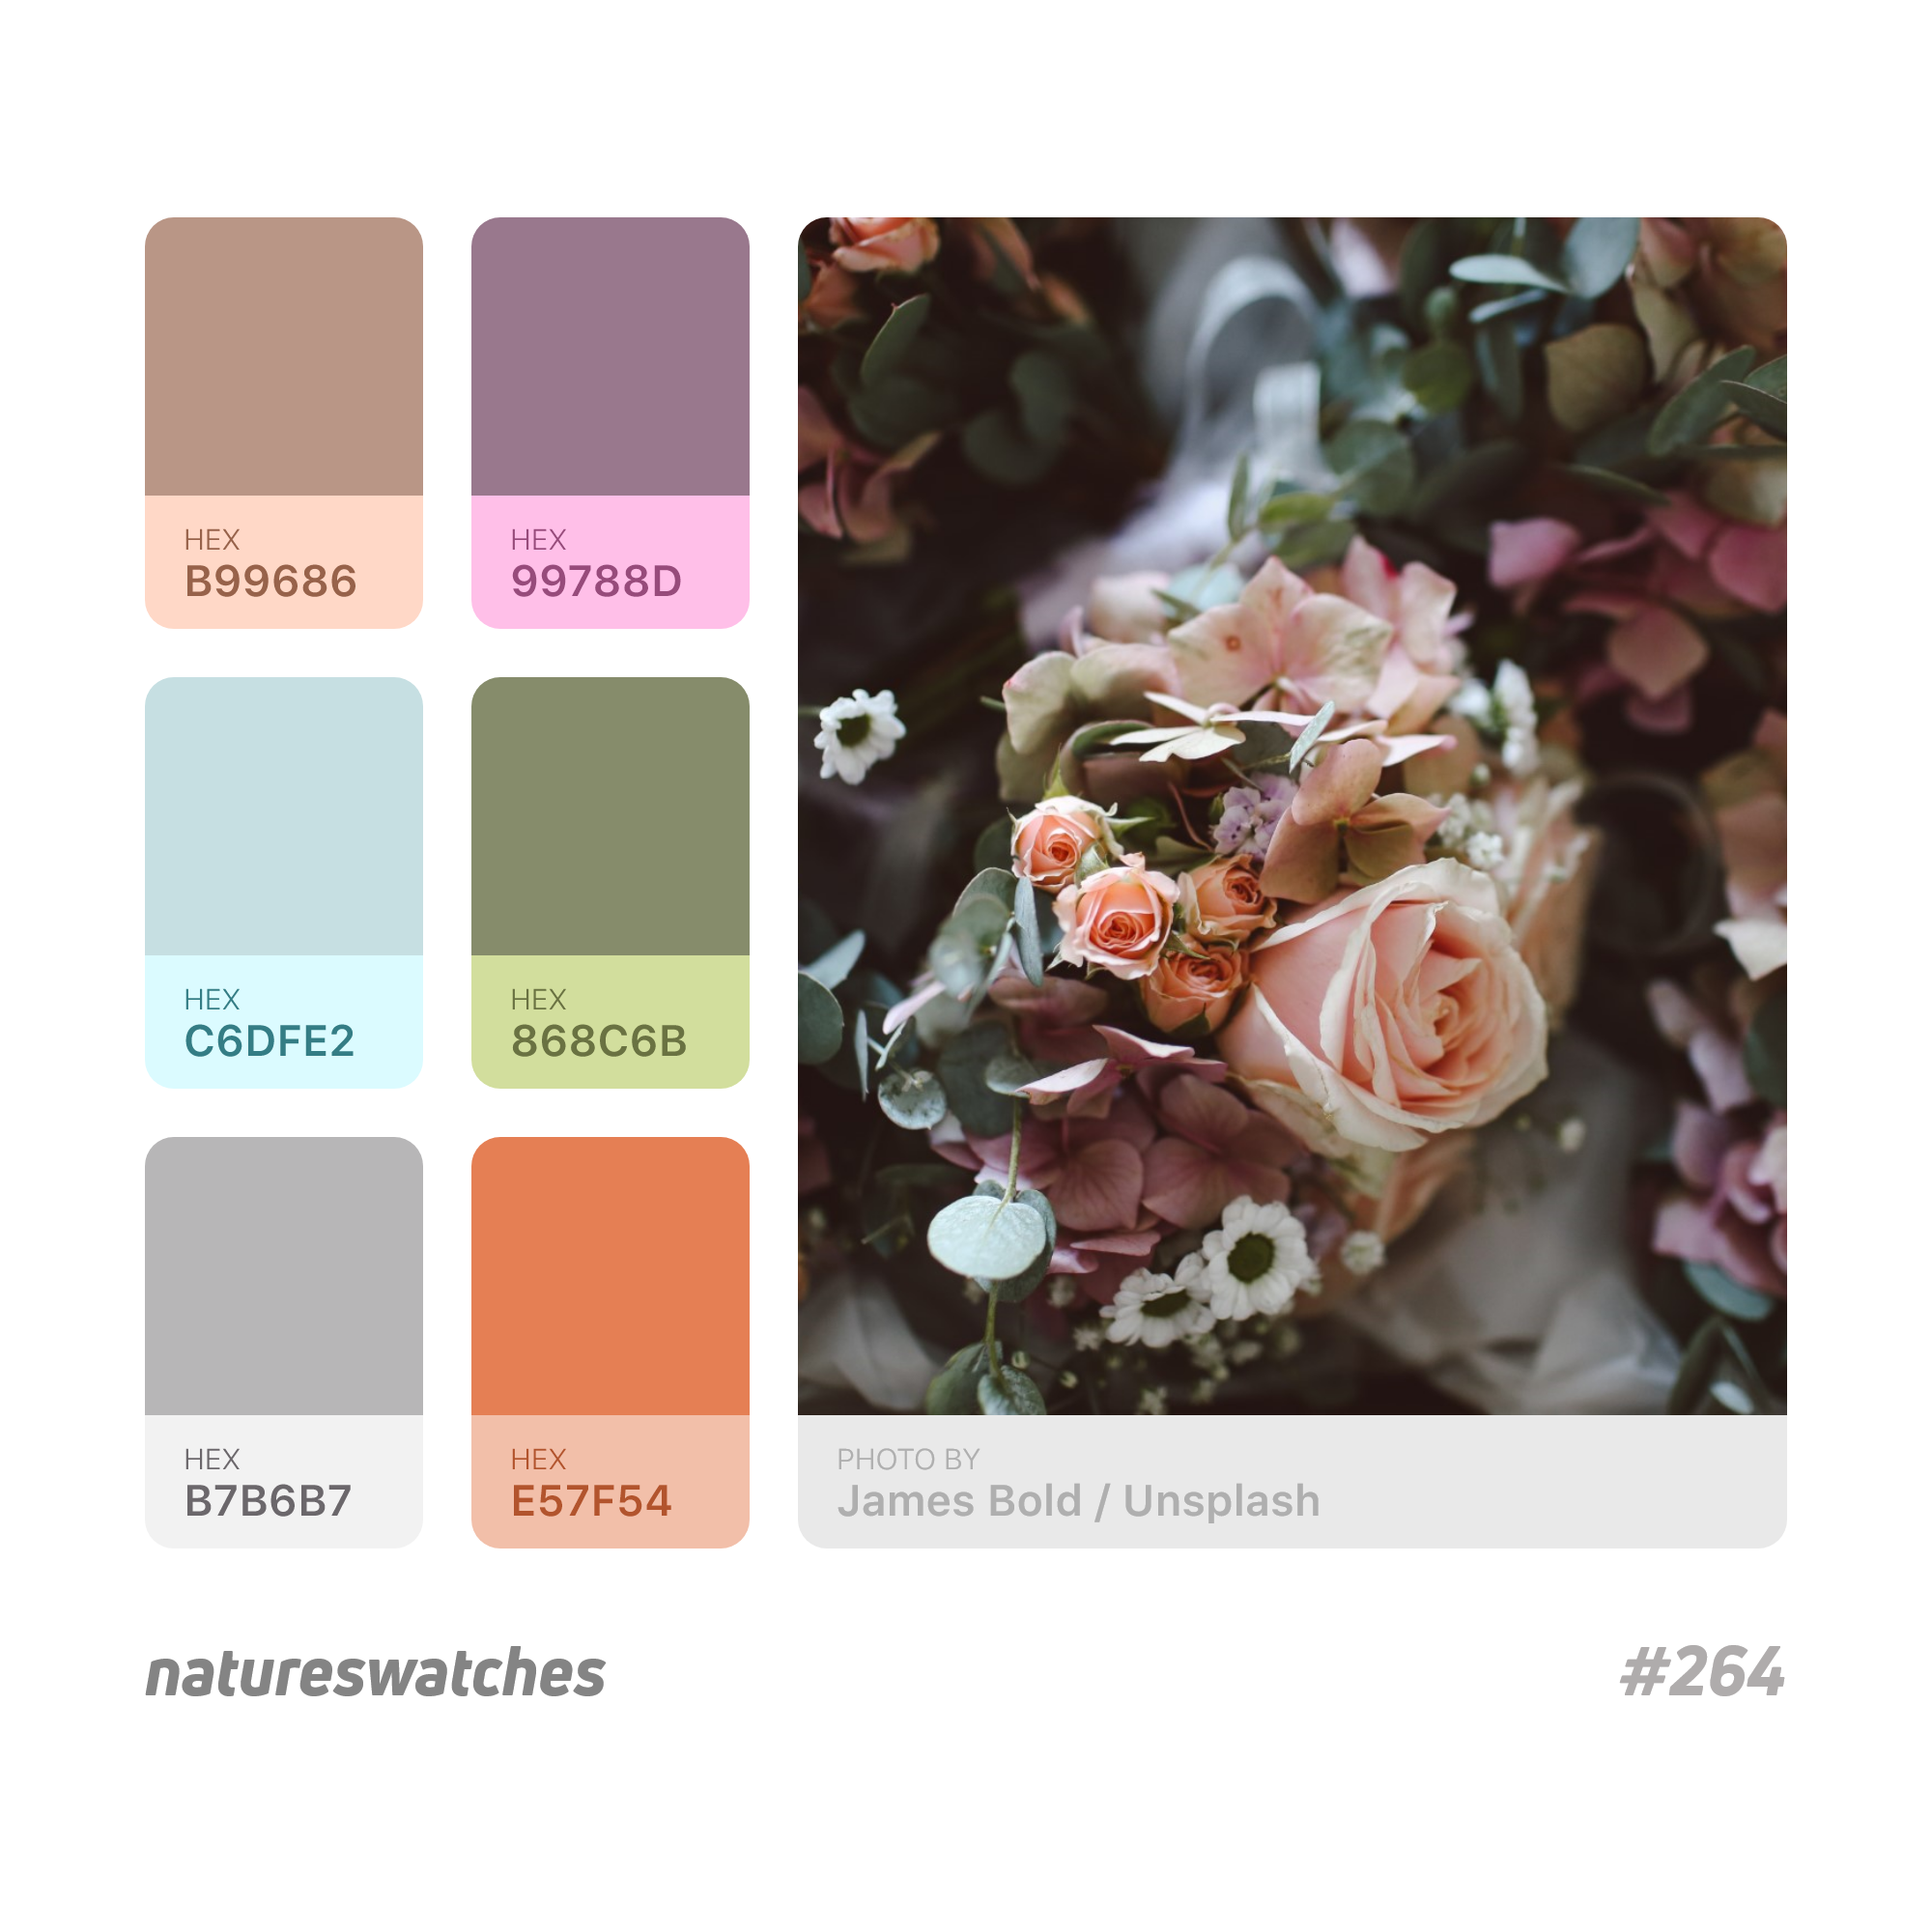 HEX
B99686
HEX
99788D
HEX
C6DFE2
HEX
868C6B
HEX
B7B6B7
HEX
E57F54
PHOTO BY
James Bold / Unsplash
natureswatches
#264